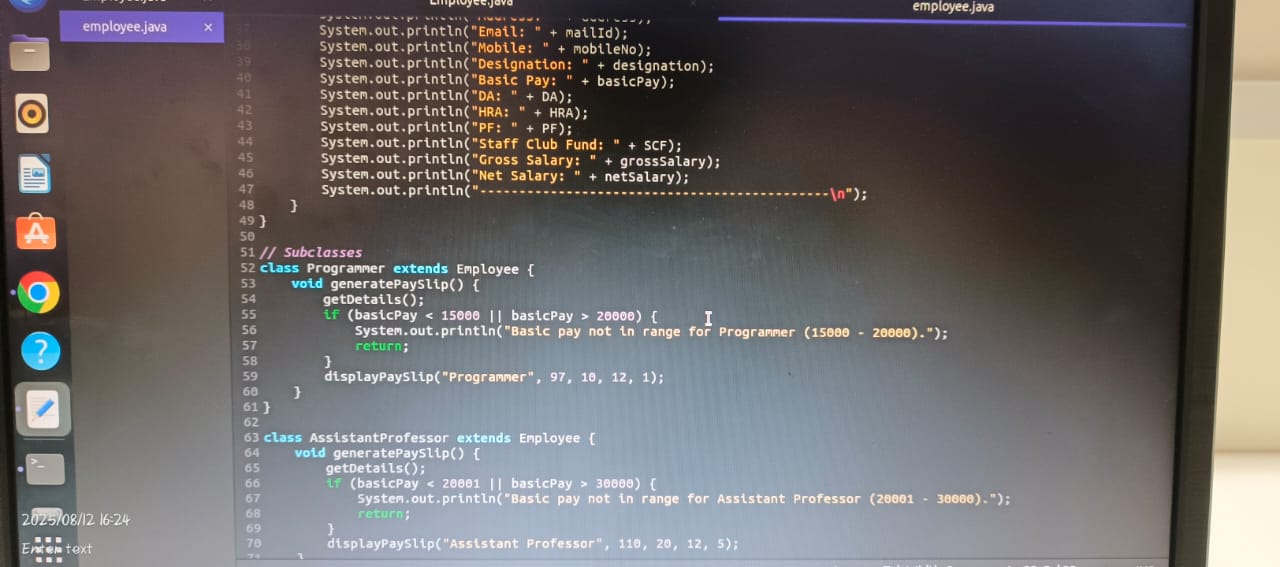 Employee.java
employee.java
employee.java ×
37 System.out.println("Address: " + address);
System.out.println("Email: " + mailId);
38 System.out.println("Mobile: " + mobileNo);
39 System.out.println("Designation: " + designation);
40 System.out.println("Basic Pay: " + basicPay);
41 System.out.println("DA: " + DA);
42 System.out.println("HRA: " + HRA);
43 System.out.println("PF: " + PF);
44 System.out.println("Staff Club Fund: " + SCF);
45 System.out.println("Gross Salary: " + grossSalary);
46 System.out.println("Net Salary: " + netSalary);
47 System.out.println("---------------------------------------------\n");
48 }
49 }
50
51 // Subclasses
52 class Programmer extends Employee {
53 void generatePaySlip() {
54 getDetails();
55 if (basicPay < 15000 || basicPay > 20000) {
56 System.out.println("Basic pay not in range for Programmer (15000 - 20000).");
57 return;
58 }
59 displayPaySlip("Programmer", 97, 10, 12, 1);
60 }
61 }
62
63 class AssistantProfessor extends Employee {
64 void generatePaySlip() {
65 getDetails();
66 if (basicPay < 20001 || basicPay > 30000) {
67 System.out.println("Basic pay not in range for Assistant Professor (20001 - 30000).");
68 return;
69 }
70 displayPaySlip("Assistant Professor", 110, 20, 12, 5);
71 }
2025/08/12 16:24
Enter text